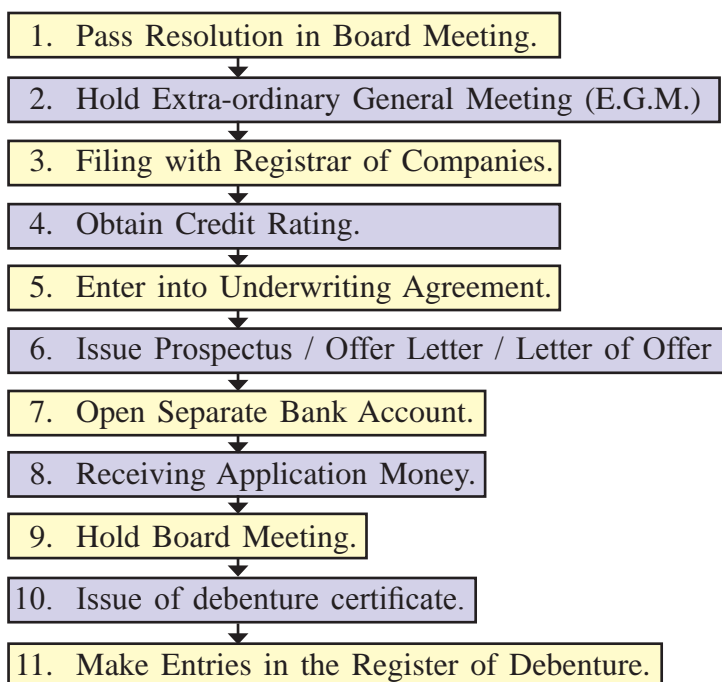 1. Pass Resolution in Board Meeting.
2. Hold Extra-ordinary General Meeting (E.G.M.)
3. Filing with Registrar of Companies.
4. Obtain Credit Rating.
5. Enter into Underwriting Agreement.
6. Issue Prospectus / Offer Letter / Letter of Offer
7. Open Separate Bank Account.
8. Receiving Application Money.
9. Hold Board Meeting.
10. Issue of debenture certificate.
11. Make Entries in the Register of Debenture.